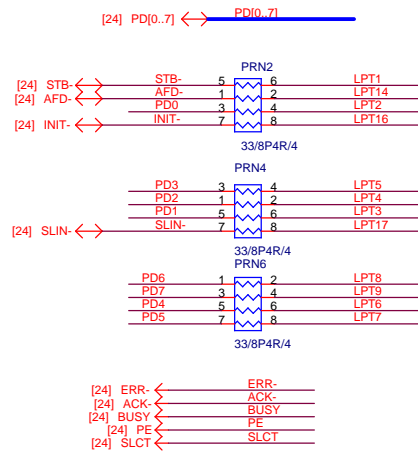 [24] PD[0..7] PD[0..7]
PRN2
[24] STB- STB- 5 6 LPT1
[24] AFD- AFD- 1 2 LPT14
PD0 3 4 LPT2
[24] INIT- INIT- 7 8 LPT16
33/8P4R/4
PRN4
PD3 3 4 LPT5
PD2 1 2 LPT4
PD1 5 6 LPT3
[24] SLIN- SLIN- 7 8 LPT17
33/8P4R/4
PRN6
PD6 1 2 LPT8
PD7 3 4 LPT9
PD4 5 6 LPT6
PD5 7 8 LPT7
33/8P4R/4
[24] ERR- ERR-
[24] ACK- ACK-
[24] BUSY BUSY
[24] PE PE
[24] SLCT SLCT